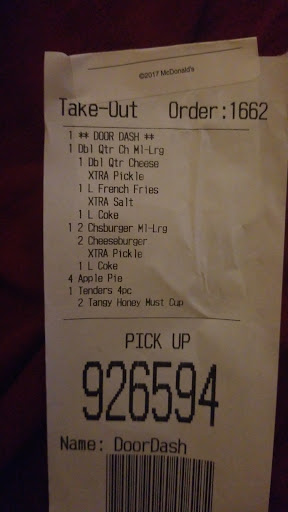 ©2017 McDonald's
Take-Out Order:1662
1 ** DOOR DASH **
1 Dbl Qtr Ch Ml-Lrg
1 Dbl Qtr Cheese
XTRA Pickle
1 L French Fries
XTRA Salt
1 L Coke
1 2 Chsburger Ml-Lrg
2 Cheeseburger
XTRA Pickle
1 L Coke
4 Apple Pie
1 Tenders 4pc
2 Tangy Honey Must Cup
PICK UP
926594
Name: DoorDash